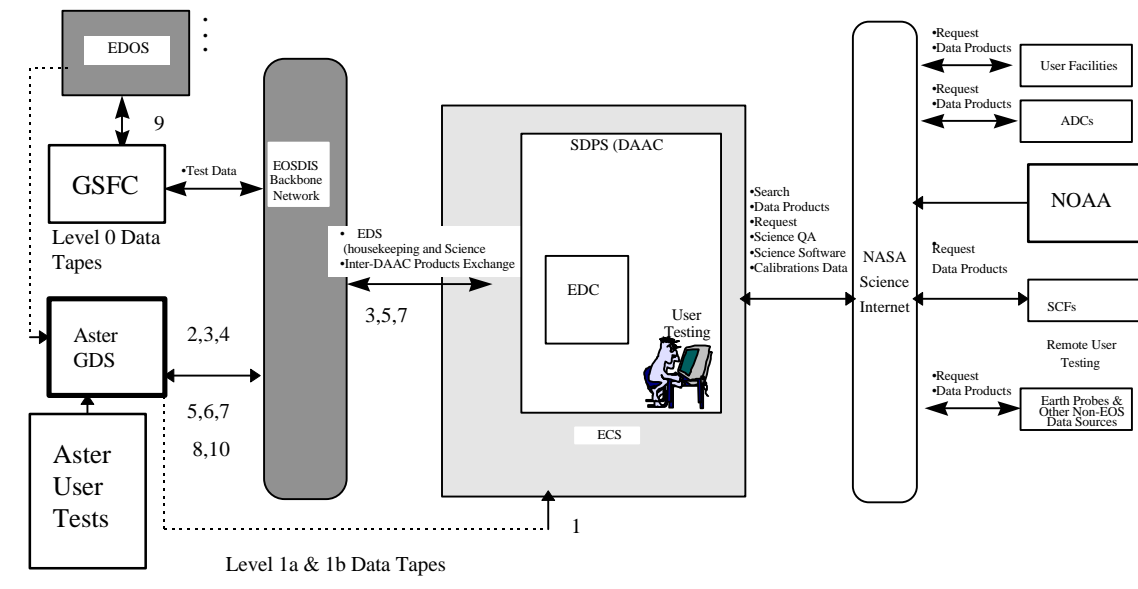 EDOS
9
GSFC
•Test Data
Level 0 Data
Tapes
EOSDIS
Backbone
Network
• EDS
(housekeeping and Science
•Inter-DAAC Products Exchange
3,5,7
Aster
GDS
2,3,4
5,6,7
8,10
Aster
User
Tests
1
Level 1a & 1b Data Tapes
SDPS (DAAC
EDC
User
Testing
ECS
•Search
•Data Products
•Request
•Science QA
•Science Software
•Calibrations Data
NASA
Science
Internet
•Request
•Data Products
User Facilities
•Request
•Data Products
ADCs
NOAA
•Request
Data Products
SCFs
Remote User
Testing
•Request
•Data Products
Earth Probes &
Other Non-EOS
Data Sources